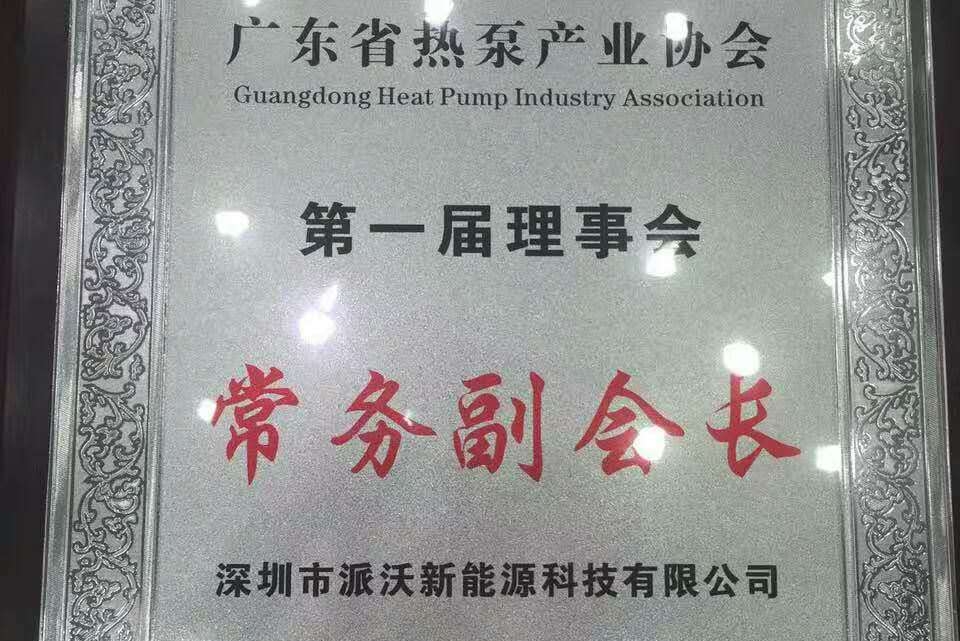 广东省热泵产业协会
Guangdong Heat Pump Industry Association
第一届理事会
常务副会长
深圳市派沃新能源科技有限公司